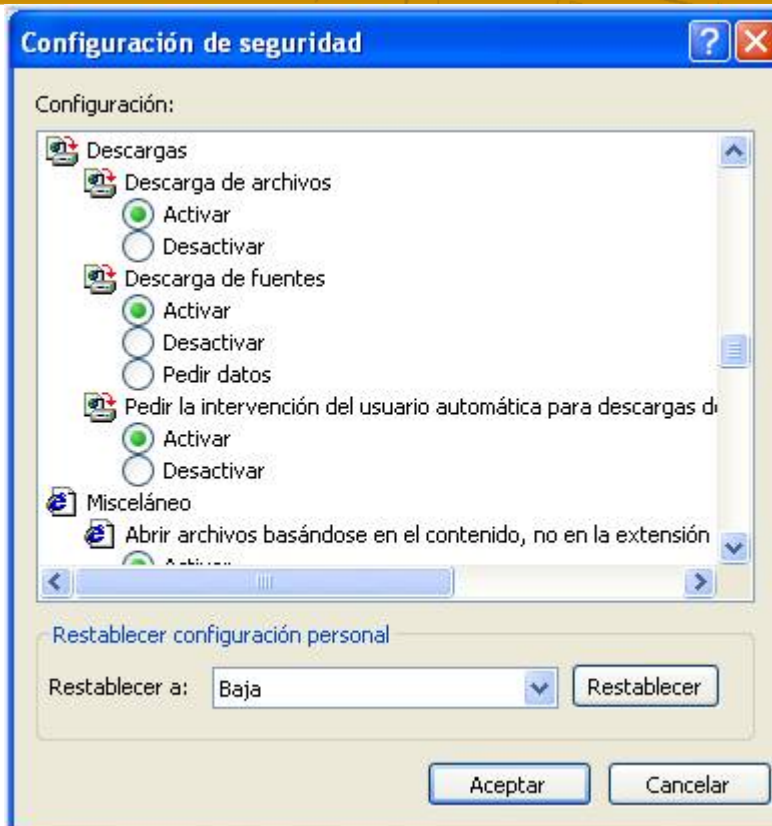 Configuración de seguridad
Configuración:
Descargas
Descarga de archivos
Activar
Desactivar
Descarga de fuentes
Activar
Desactivar
Pedir datos
Pedir la intervención del usuario automática para descargas d
Activar
Desactivar
Misceláneo
Abrir archivos basándose en el contenido, no en la extensión
Restablecer configuración personal
Restablecer a: Baja Restablecer
Aceptar Cancelar